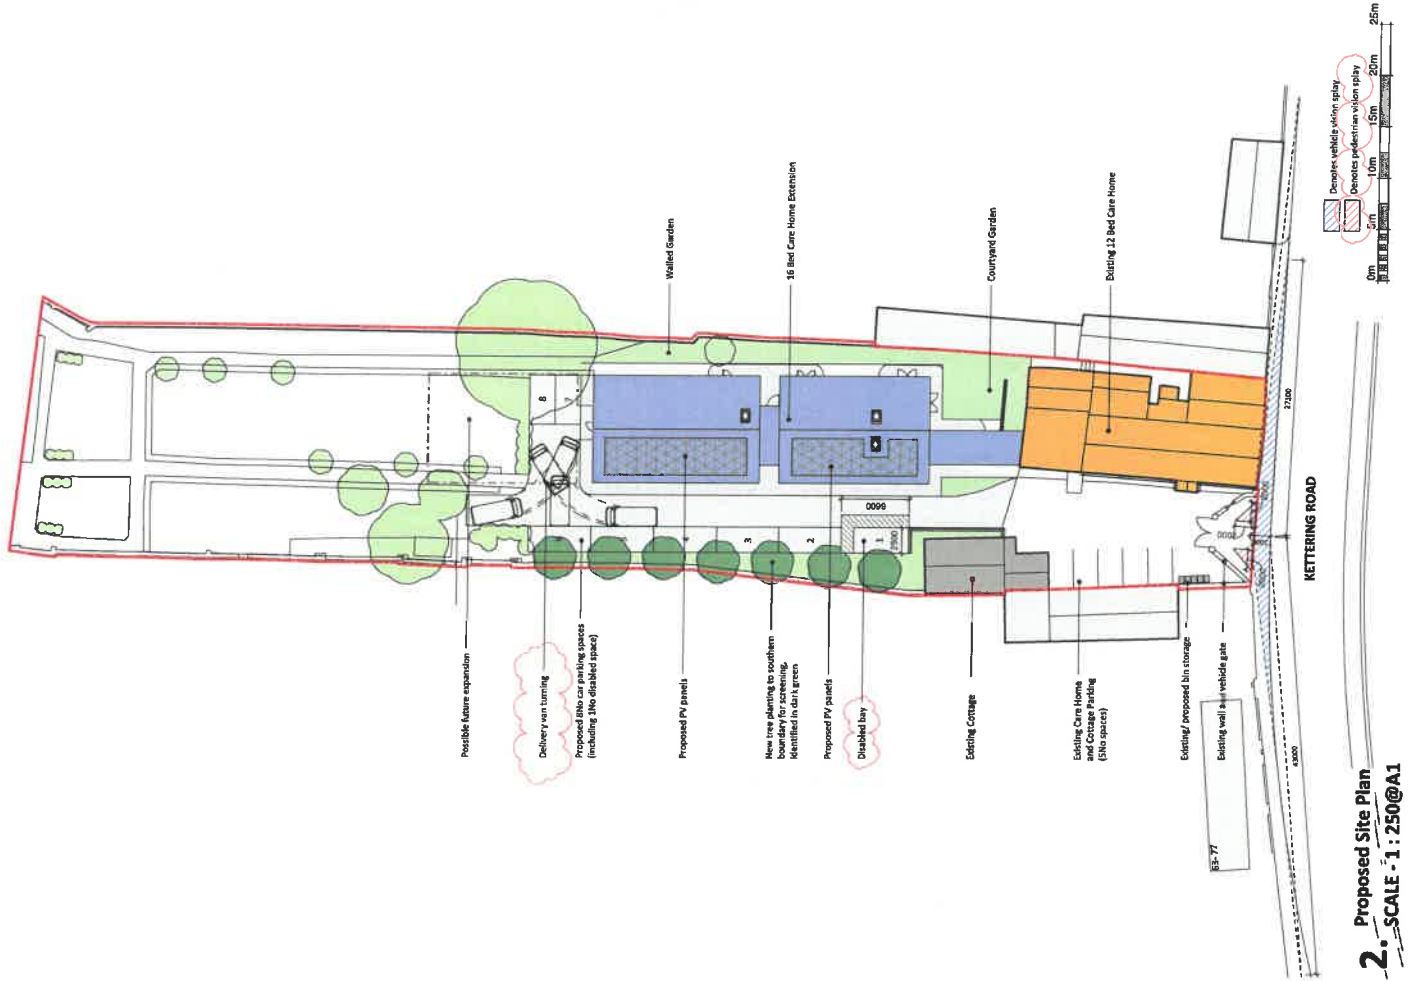 Possible future expansion
Delivery van turning
Proposed 8No car parking spaces
(including 1No disabled space)
Proposed PV panels
New tree planting to southern
boundary for screening,
identified in dark green
Proposed PV panels
Disabled bay
Existing Cottage
Existing Care Home
and Cottage Parking
(5No spaces)
Existing/ proposed bin storage
Existing wall and vehicle gate
Walled Garden
16 Bed Care Home Extension
Courtyard Garden
Existing 12 Bed Care Home
8
3
2
1
6600
KETTERING ROAD
27100
43000
63-77
Denotes vehicle vision splay
Denotes pedestrian vision splay
0m
5m
10m
15m
20m
25m
2. Proposed Site Plan
SCALE - 1 : 250@A1